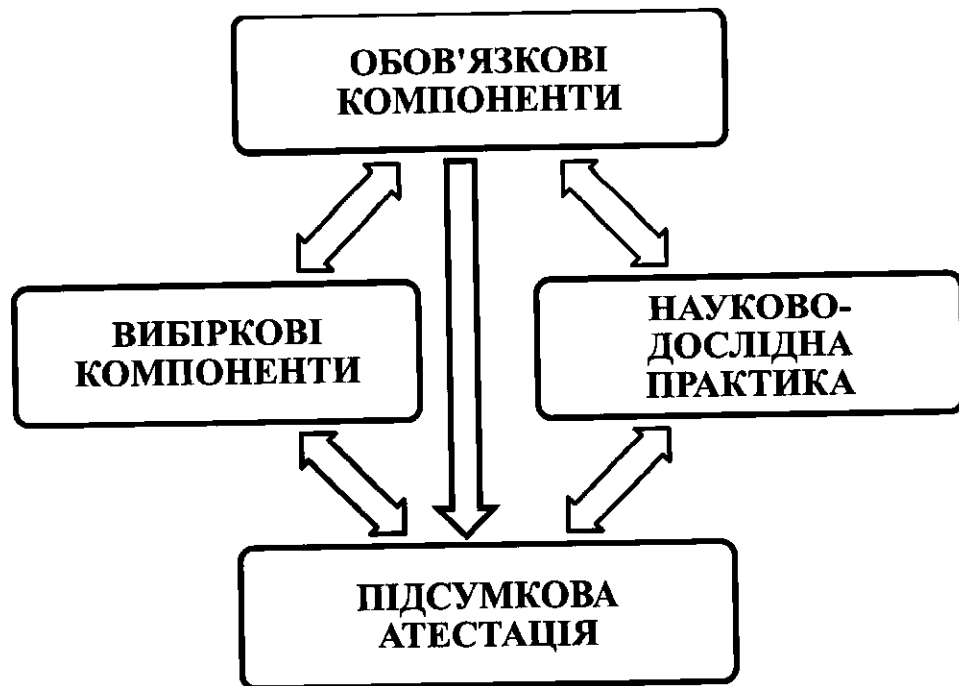 ОБОВ'ЯЗКОВІ
КОМПОНЕНТИ
ВИБІРКОВІ
КОМПОНЕНТИ
НАУКОВО-
ДОСЛІДНА
ПРАКТИКА
ПІДСУМКОВА
АТЕСТАЦІЯ